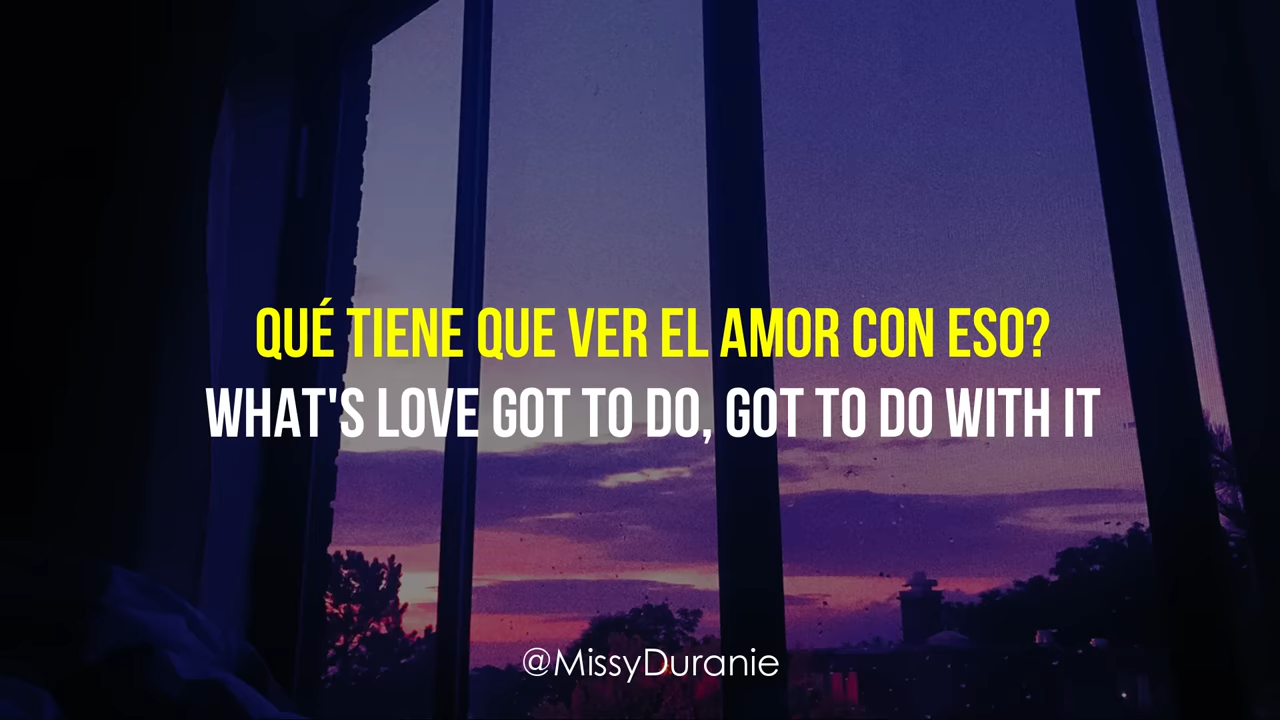 QUÉ TIENE QUE VER EL AMOR CON ESO?
WHAT'S LOVE GOT TO DO, GOT TO DO WITH IT
@MissyDuranie